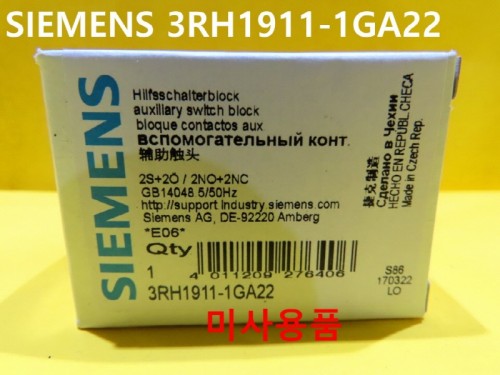 SIEMENS 3RH1911-1GA22
SIEMENS
Hilfsschalterblock
auxiliary switch block
bloque contactos aux
вспомогательный конт.
辅助触头
2S+2Ö / 2NO+2NC
GB14048.5/50Hz
http://support.industry.siemens.com
Siemens AG, DE-92220 Amberg
*E06*
Qty
1
4 011209 276406
3RH1911-1GA22
捷克制造
Сделано в Чехии
HECHO EN REPUBL.CHECA
Made in Czech Rep.
S86
170322
LO
미사용품